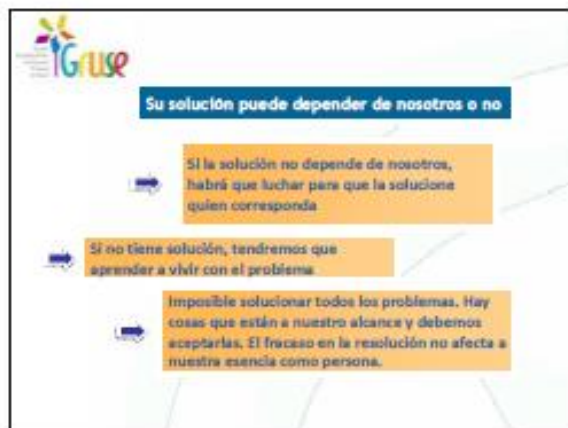 Gruse
Su solución puede depender de nosotros o no
Si la solución no depende de nosotros,
habrá que luchar para que la solucione
quien corresponda
Si no tiene solución, tendremos que
aprender a vivir con el problema
Imposible solucionar todos los problemas. Hay
cosas que están a nuestro alcance y debemos
aceptarlas. El fracaso en la resolución no afecta a
nuestra esencia como persona.